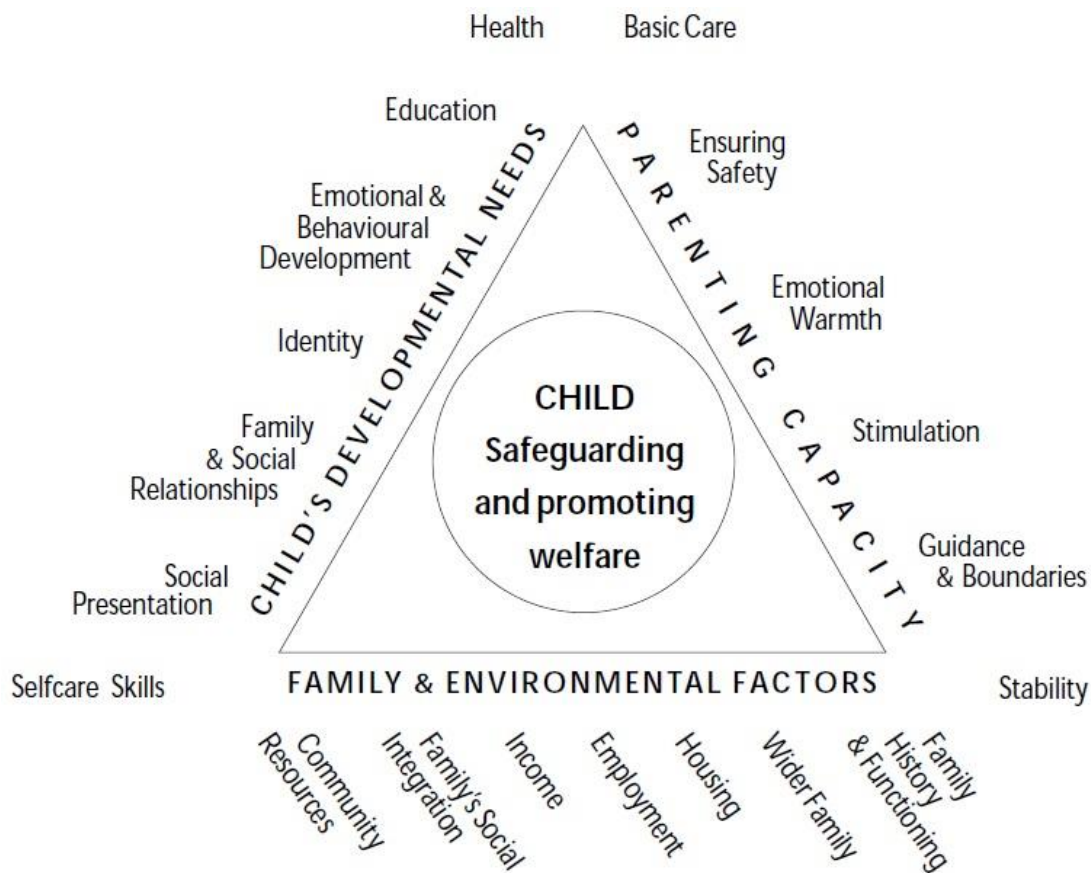 Health
Basic Care
Education
Ensuring
Safety
Emotional &
Behavioural
Development
Emotional
Warmth
Identity
Stimulation
Family
& Social
Relationships
Guidance
& Boundaries
Social
Presentation
Selfcare Skills
Stability
CHILD'S DEVELOPMENTAL NEEDS
PARENTING CAPACITY
CHILD
Safeguarding
and promoting
welfare
FAMILY & ENVIRONMENTAL FACTORS
Community
Resources
Family's Social
Integration
Income
Employment
Housing
Wider Family
Family
History
& Functioning